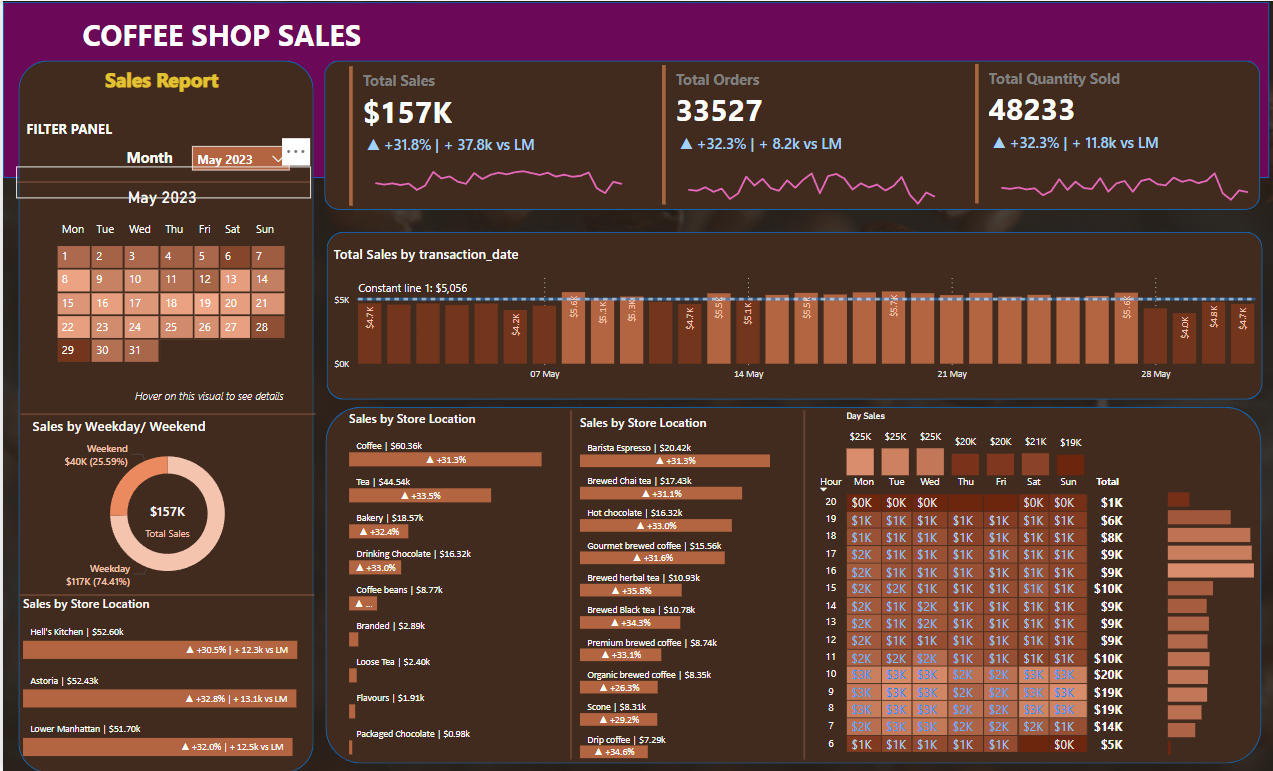 COFFEE SHOP SALES
Sales Report
FILTER PANEL
Month
May 2023
...
May 2023
Mon Tue Wed Thu Fri Sat Sun
1 2 3 4 5 6 7
8 9 10 11 12 13 14
15 16 17 18 19 20 21
22 23 24 25 26 27 28
29 30 31
Hover on this visual to see details
Sales by Weekday/ Weekend
Weekend
$40K (25.59%)
$157K
Total Sales
Weekday
$117K (74.41%)
Sales by Store Location
Hell's Kitchen | $52.60k
▲ +30.5% | + 12.3k vs LM
Astoria | $52.43k
▲ +32.8% | + 13.1k vs LM
Lower Manhattan | $51.70k
▲ +32.0% | + 12.5k vs LM
Total Sales
$157K
▲ +31.8% | + 37.8k vs LM
Total Orders
33527
▲ +32.3% | + 8.2k vs LM
Total Quantity Sold
48233
▲ +32.3% | + 11.8k vs LM
Total Sales by transaction_date
Constant line 1: $5,056
$5K
$0K
$4.7K $4.2K $5.6K $5.1K $5.3K $4.7K $5.5K $5.1K $5.5K $5.7K $5.6K $4.0K $4.8K $4.7K
07 May 14 May 21 May 28 May
Sales by Store Location
Coffee | $60.36k
▲ +31.3%
Tea | $44.54k
▲ +33.5%
Bakery | $18.57k
▲ +32.4%
Drinking Chocolate | $16.32k
▲ +33.0%
Coffee beans | $8.77k
▲ ...
Branded | $2.89k
Loose Tea | $2.40k
Flavours | $1.91k
Packaged Chocolate | $0.98k
Sales by Store Location
Barista Espresso | $20.42k
▲ +31.3%
Brewed Chai tea | $17.43k
▲ +31.1%
Hot chocolate | $16.32k
▲ +33.0%
Gourmet brewed coffee | $15.56k
▲ +31.6%
Brewed herbal tea | $10.93k
▲ +35.8%
Brewed Black tea | $10.78k
▲ +34.3%
Premium brewed coffee | $8.74k
▲ +33.1%
Organic brewed coffee | $8.35k
▲ +26.3%
Scone | $8.31k
▲ +29.2%
Drip coffee | $7.29k
▲ +34.6%
Day Sales
$25K $25K $25K $20K $20K $21K $19K
Hour Mon Tue Wed Thu Fri Sat Sun Total
20 $0K $0K $0K $0K $0K $1K
19 $1K $1K $1K $1K $1K $1K $1K $6K
18 $1K $1K $1K $1K $1K $1K $1K $8K
17 $2K $1K $1K $1K $1K $1K $1K $9K
16 $2K $1K $1K $1K $1K $1K $1K $9K
15 $2K $2K $1K $1K $1K $1K $1K $10K
14 $2K $1K $2K $1K $1K $1K $1K $9K
13 $2K $1K $2K $1K $1K $1K $1K $9K
12 $2K $1K $1K $1K $1K $1K $1K $9K
11 $2K $2K $2K $1K $1K $1K $1K $10K
10 $3K $3K $3K $2K $2K $3K $3K $20K
9 $3K $3K $3K $2K $2K $3K $3K $19K
8 $3K $3K $3K $2K $2K $3K $3K $19K
7 $2K $2K $3K $2K $2K $2K $1K $14K
6 $1K $1K $1K $1K $1K $0K $5K